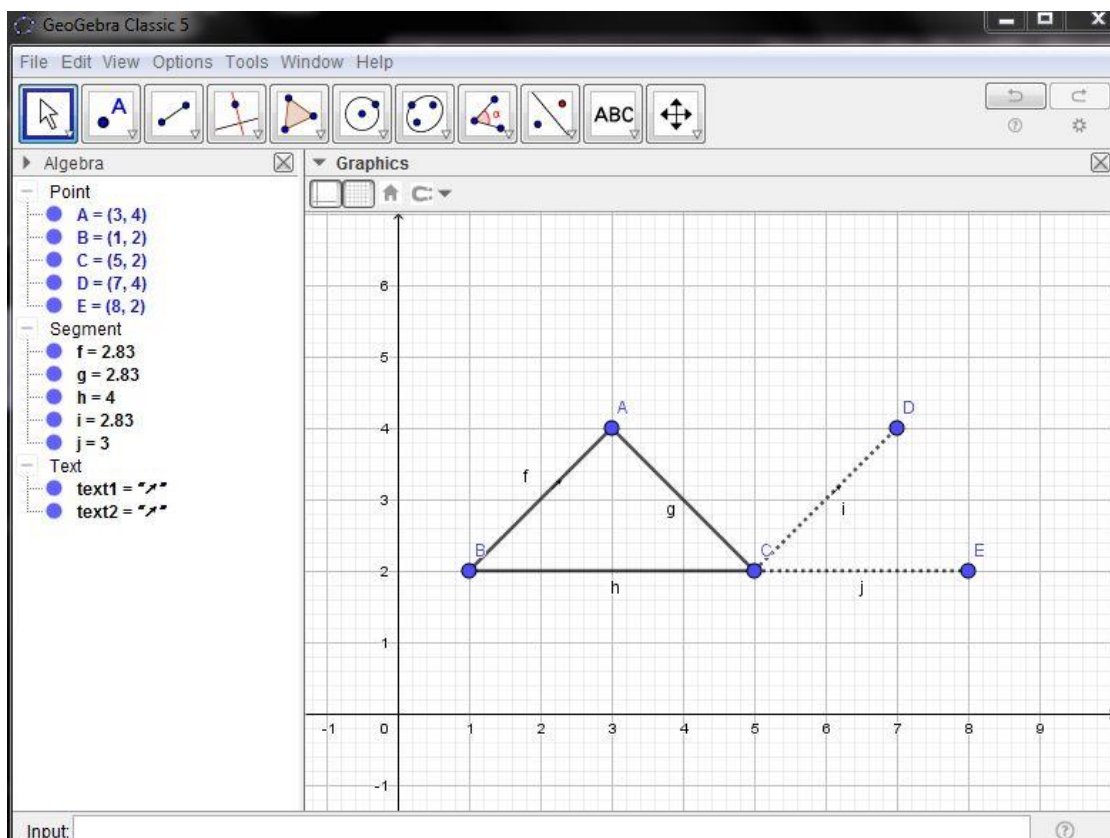 GeoGebra Classic 5
File Edit View Options Tools Window Help
A
α
ABC
Algebra
Point
A = (3, 4)
B = (1, 2)
C = (5, 2)
D = (7, 4)
E = (8, 2)
Segment
f = 2.83
g = 2.83
h = 4
i = 2.83
j = 3
Text
text1 = "↗"
text2 = "↗"
Graphics
6
5
4
3
2
1
-1
-1 0 1 2 3 4 5 6 7 8 9
A
D
f
g
i
B
C
E
h
j
Input: